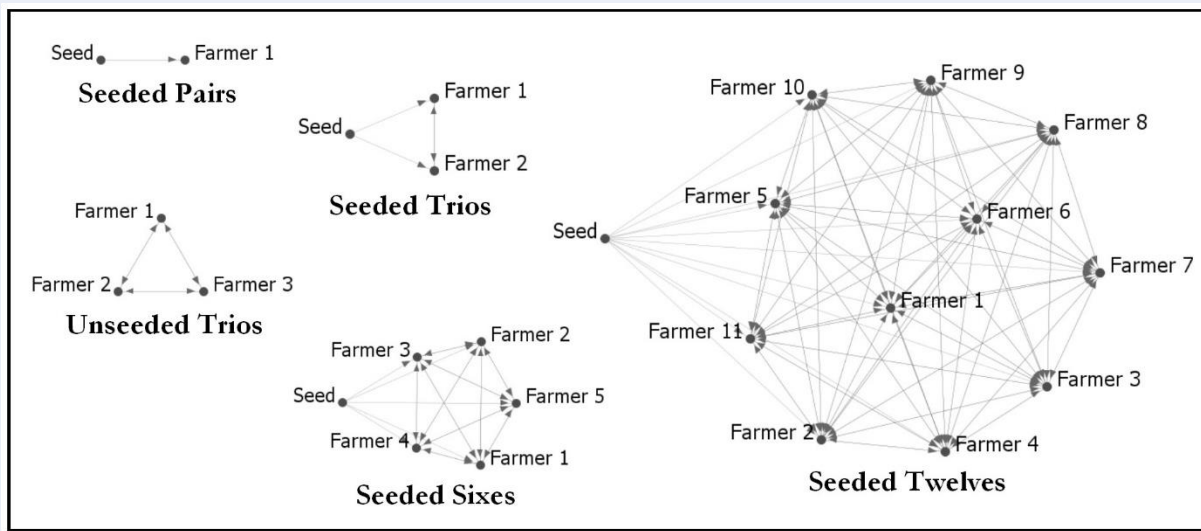 Seed
Farmer 1
Seeded Pairs
Seed
Farmer 1
Farmer 2
Seeded Trios
Farmer 1
Farmer 2
Farmer 3
Unseeded Trios
Farmer 2
Farmer 3
Seed
Farmer 5
Farmer 4
Farmer 1
Seeded Sixes
Farmer 9
Farmer 10
Farmer 8
Farmer 5
Farmer 6
Seed
Farmer 7
Farmer 1
Farmer 11
Farmer 3
Farmer 2
Farmer 4
Seeded Twelves